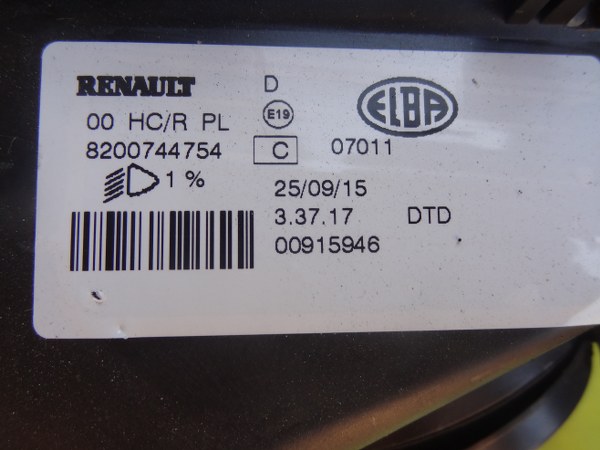 RENAULT D
E19 ELBA
00 HC/R PL
8200744754 C 07011
1 % 25/09/15
3.37.17 DTD
00915946